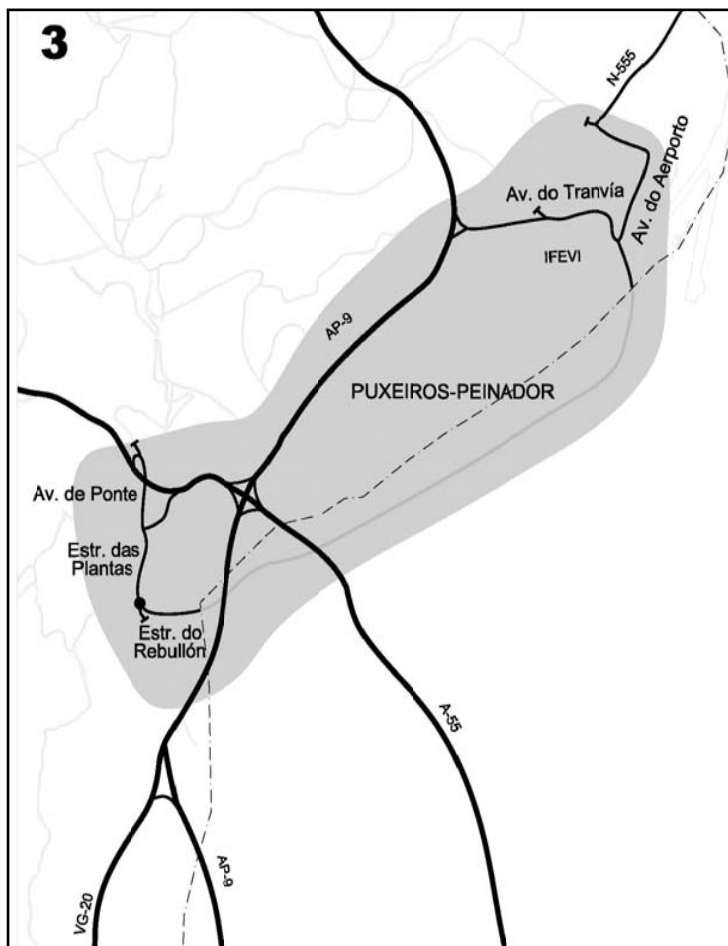 3
N-555
Av. do Aerporto
Av. do Tranvía
IFEVI
AP-9
PUXEIROS-PEINADOR
Av. de Ponte
Estr. das
Plantas
Estr. do
Rebullón
A-55
AP-9
VG-20